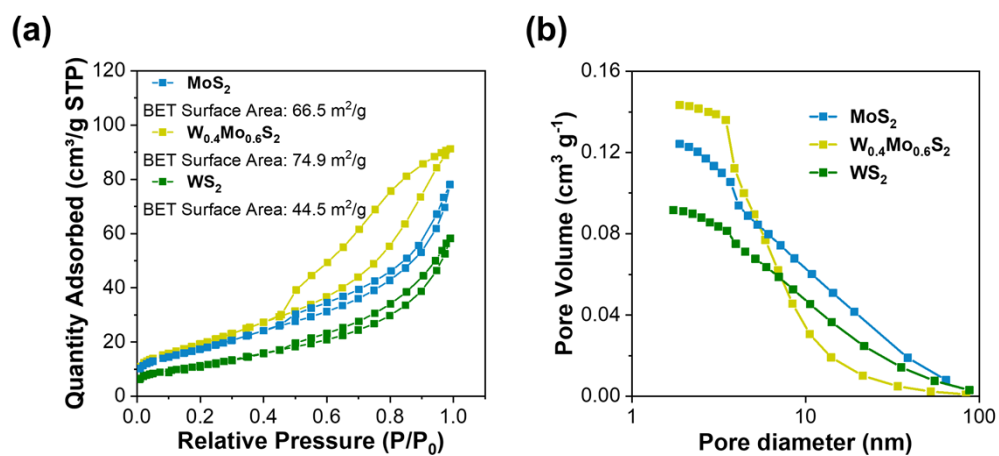 (a)
Quantity Adsorbed (cm³/g STP)
120
100
80
60
40
20
0
MoS₂
BET Surface Area: 66.5 m²/g
W₀.₄Mo₀.₆S₂
BET Surface Area: 74.9 m²/g
WS₂
BET Surface Area: 44.5 m²/g
0.0 0.2 0.4 0.6 0.8 1.0
Relative Pressure (P/P₀)
(b)
Pore Volume (cm³ g⁻¹)
0.16
0.12
0.08
0.04
0.00
MoS₂
W₀.₄Mo₀.₆S₂
WS₂
1 10 100
Pore diameter (nm)